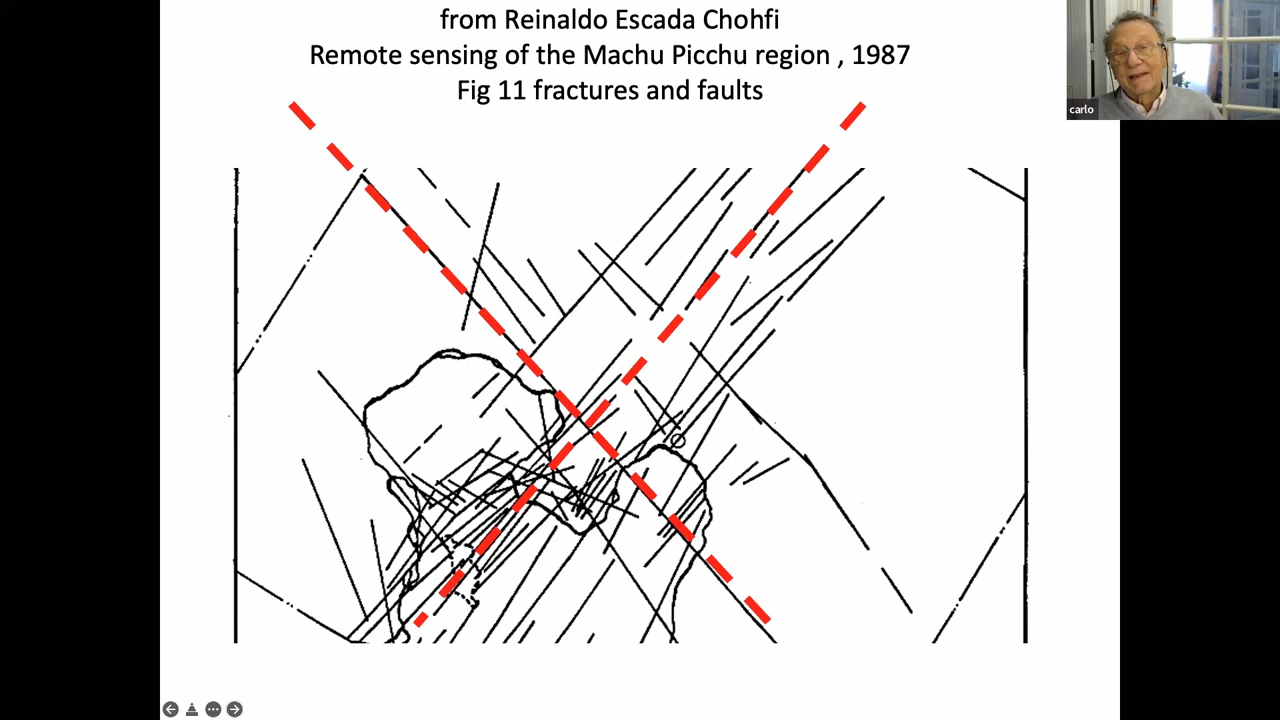 from Reinaldo Escada Chohfi
Remote sensing of the Machu Picchu region , 1987
Fig 11 fractures and faults
carlo